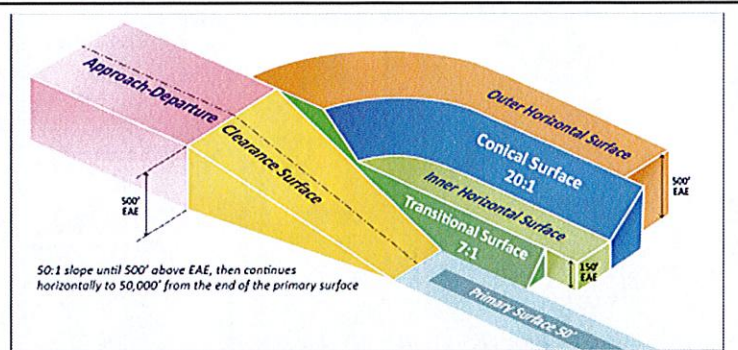 Approach-Departure
Clearance Surface
Outer Horizontal Surface
Conical Surface
20:1
Inner Horizontal Surface
Transitional Surface
7:1
Primary Surface 50'
500'
EAE
500'
EAE
150'
EAE
50:1 slope until 500' above EAE, then continues
horizontally to 50,000' from the end of the primary surface